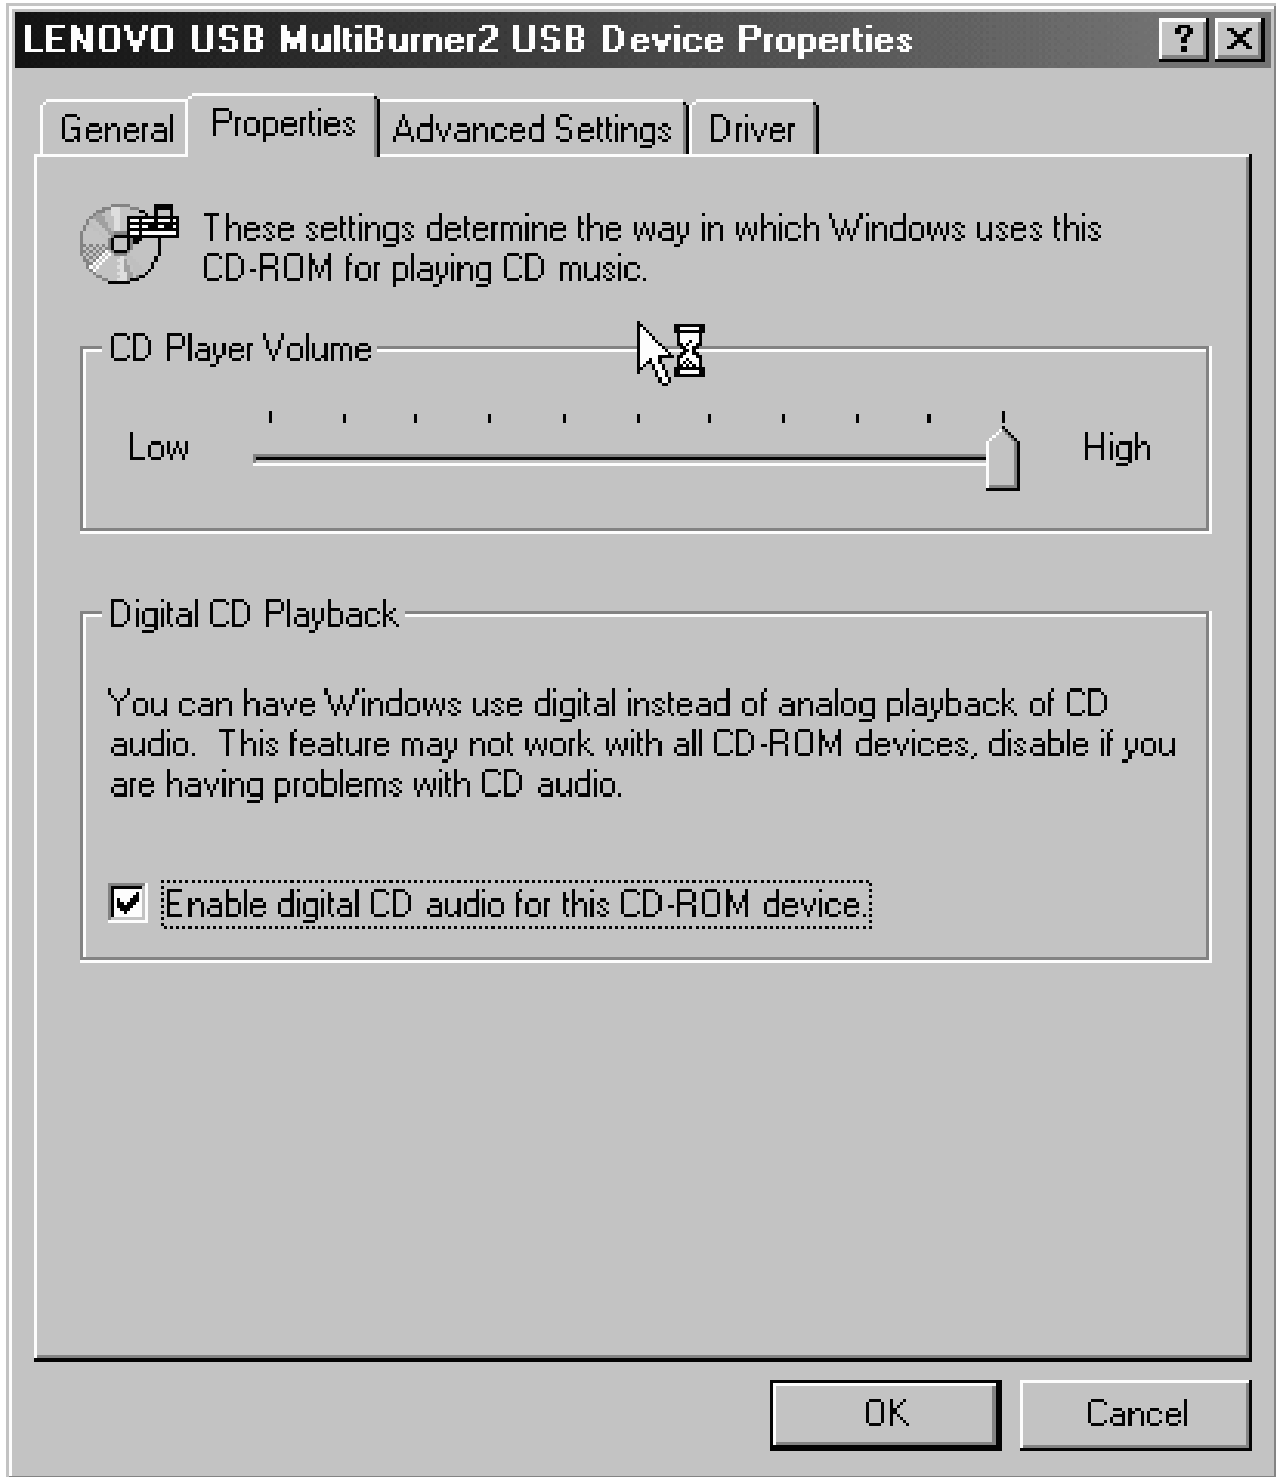 LENOVO USB MultiBurner2 USB Device Properties
?
General
Properties
Advanced Settings
Driver
These settings determine the way in which Windows uses this
CD-ROM for playing CD music.
CD Player Volume
Low
High
Digital CD Playback
You can have Windows use digital instead of analog playback of CD
audio.  This feature may not work with all CD-ROM devices, disable if you
are having problems with CD audio.
Enable digital CD audio for this CD-ROM device.
OK
Cancel